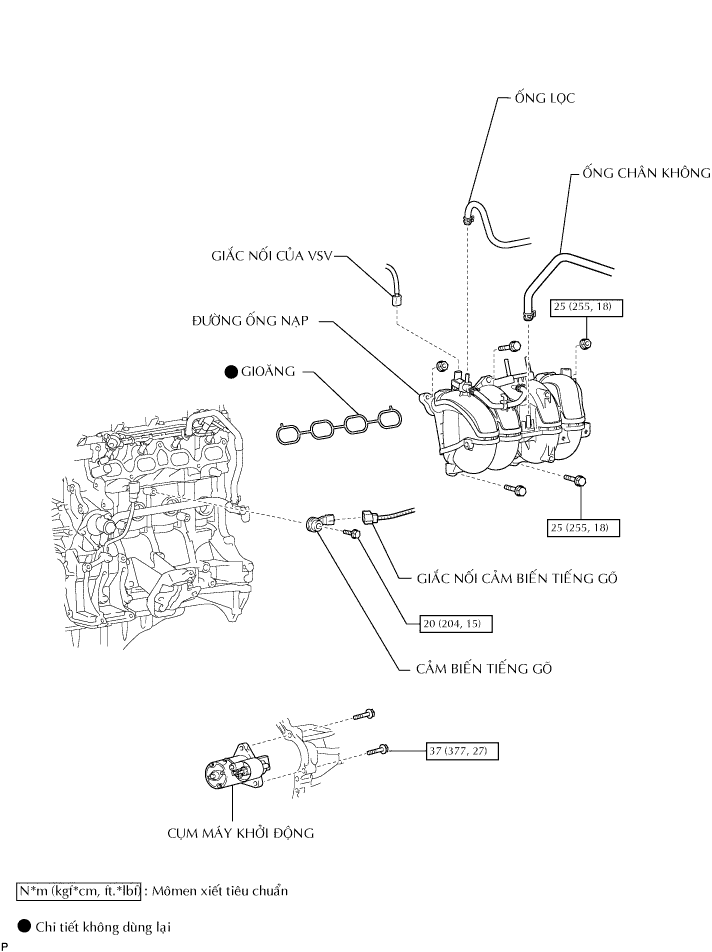 ỐNG LỌC
ỐNG CHÂN KHÔNG
GIẮC NỐI CỦA VSV
25 (255, 18)
ĐƯỜNG ỐNG NẠP
● GIOĂNG
25 (255, 18)
GIẮC NỐI CẢM BIẾN TIẾNG GÕ
20 (204, 15)
CẢM BIẾN TIẾNG GÕ
37 (377, 27)
CỤM MÁY KHỞI ĐỘNG
N*m (kgf*cm, ft.*lbf) : Mômen xiết tiêu chuẩn
● Chi tiết không dùng lại
P